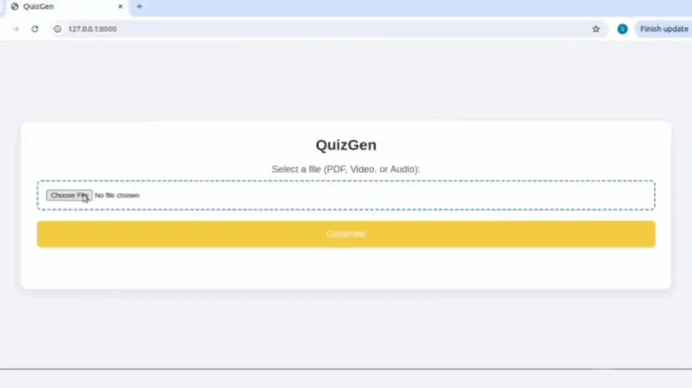 QuizGen
127.0.0.1:8000
Finish update
QuizGen
Select a file (PDF, Video, or Audio):
Choose File No file chosen
Generate